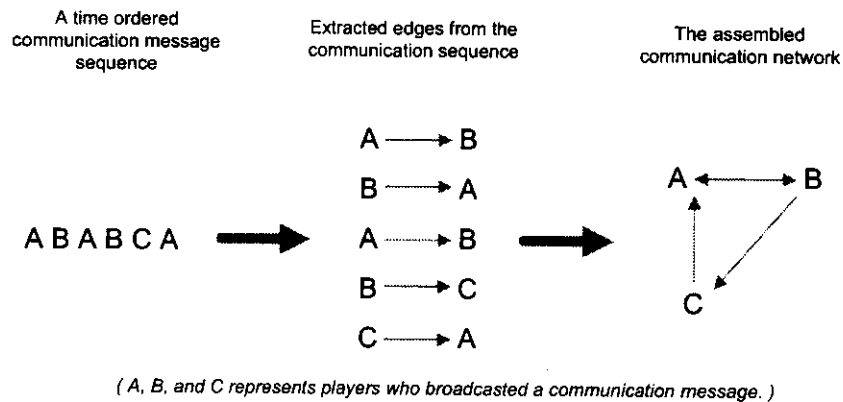 A time ordered
communication message
sequence
Extracted edges from the
communication sequence
The assembled
communication network
A B A B C A
A B
B A
A B
B C
C A
A B
C
( A, B, and C represents players who broadcasted a communication message. )